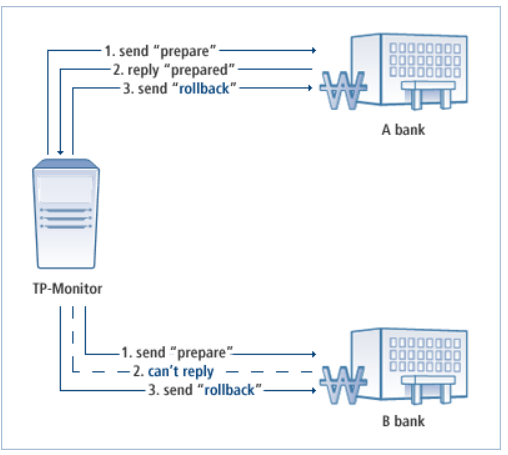 1. send “prepare”
2. reply “prepared”
3. send “rollback”
A bank
TP-Monitor
1. send “prepare”
2. can’t reply
3. send “rollback”
B bank